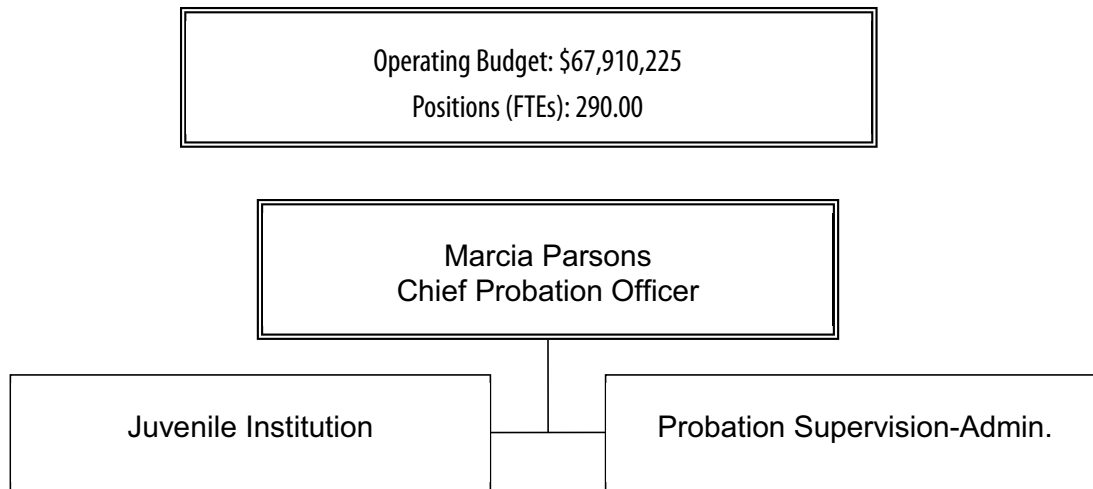 Operating Budget: $67,910,225
Positions (FTEs): 290.00
Marcia Parsons
Chief Probation Officer
Juvenile Institution
Probation Supervision-Admin.